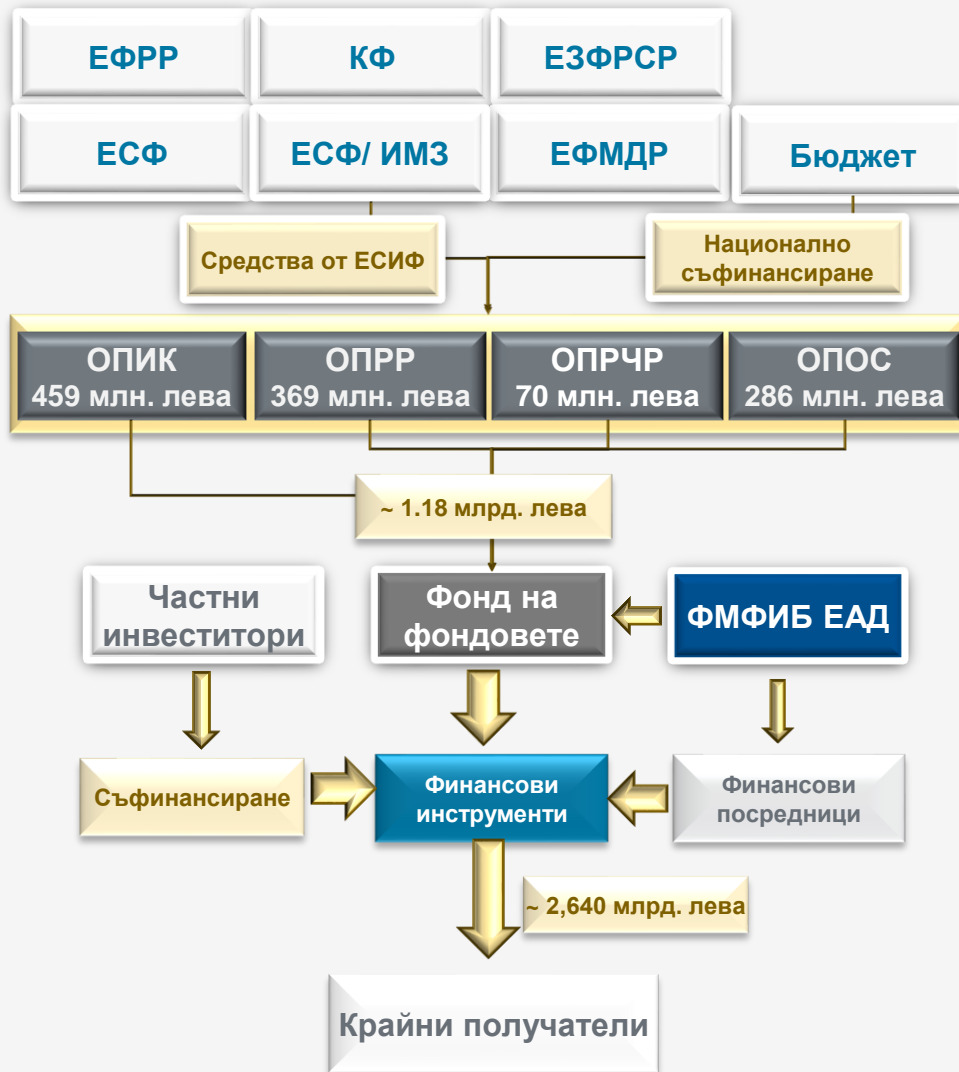 ЕФРР
КФ
ЕЗФРСР
ЕСФ
ЕСФ/ ИМЗ
ЕФМДР
Бюджет
Средства от ЕСИФ
Национално
съфинансиране
ОПИК
459 млн. лева
ОПРР
369 млн. лева
ОПРЧР
70 млн. лева
ОПОС
286 млн. лева
~ 1.18 млрд. лева
Частни
инвеститори
Фонд на
фондовете
ФМФИБ ЕАД
Съфинансиране
Финансови
инструменти
Финансови
посредници
~ 2,640 млрд. лева
Крайни получатели